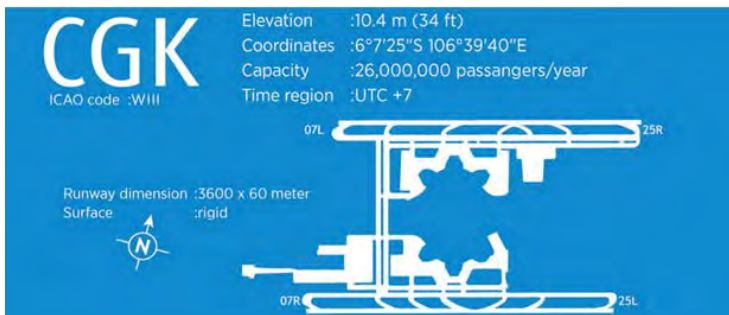 CGK
ICAO code :WIII
Elevation :10.4 m (34 ft)
Coordinates :6°7'25"S 106°39'40"E
Capacity :26,000,000 passangers/year
Time region :UTC +7
07L
25R
Runway dimension :3600 x 60 meter
Surface :rigid
N
07R
25L